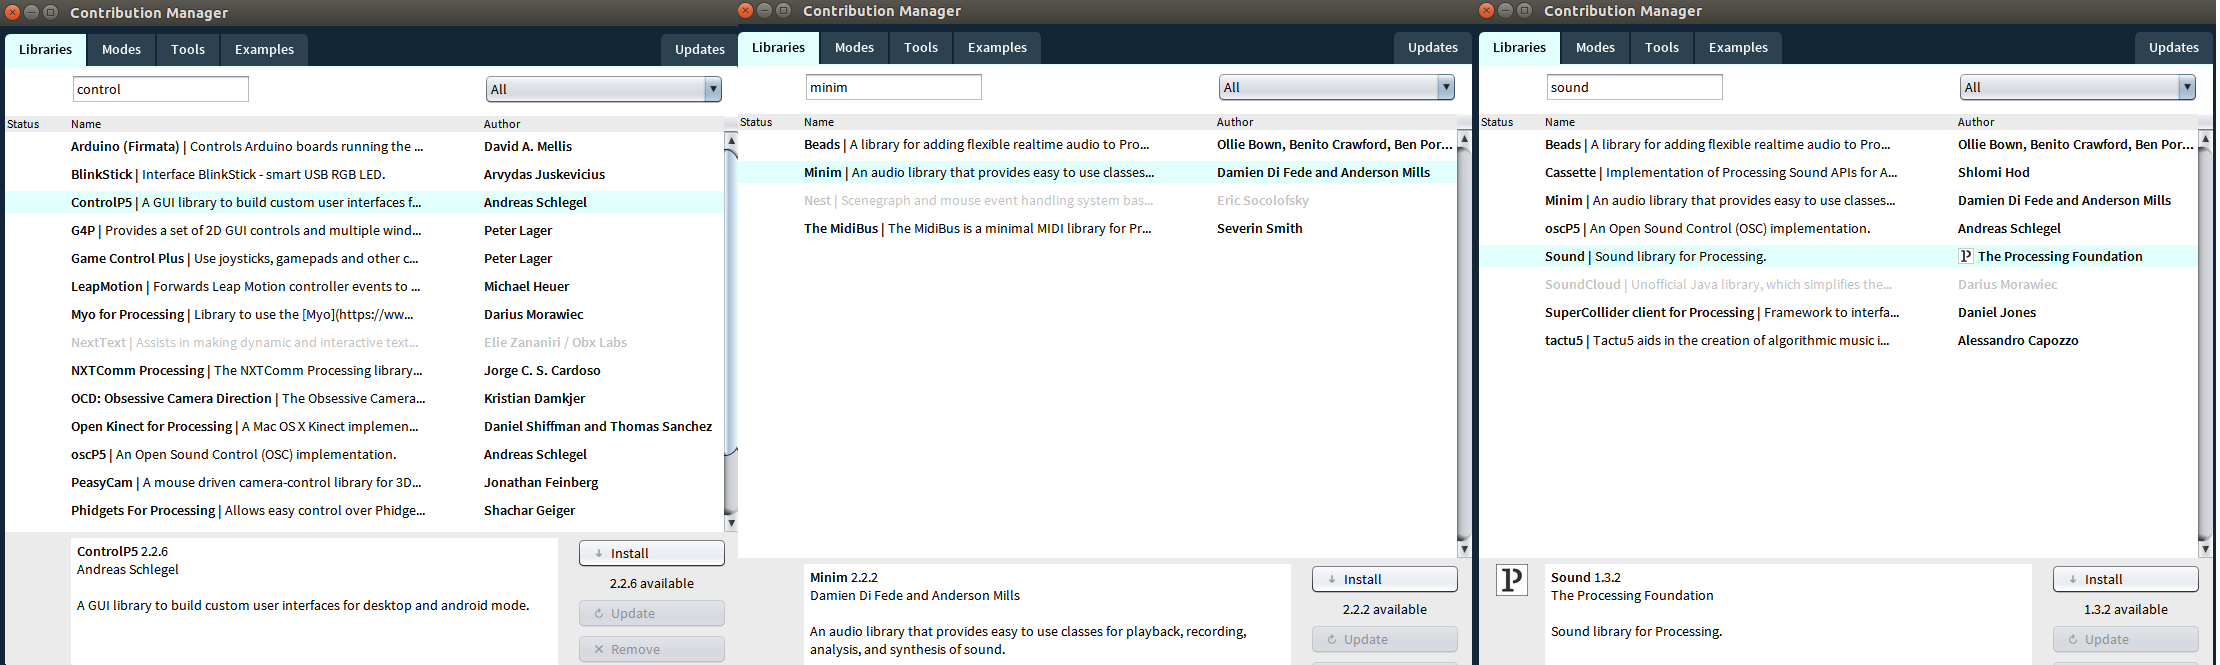 Contribution Manager
Libraries Modes Tools Examples Updates
control All
Status Name Author
Arduino (Firmata) | Controls Arduino boards running the ... David A. Mellis
BlinkStick | Interface BlinkStick - smart USB RGB LED. Arvydas Juskevicius
ControlP5 | A GUI library to build custom user interfaces f... Andreas Schlegel
G4P | Provides a set of 2D GUI controls and multiple wind... Peter Lager
Game Control Plus | Use joysticks, gamepads and other c... Peter Lager
LeapMotion | Forwards Leap Motion controller events to ... Michael Heuer
Myo for Processing | Library to use the [Myo](https://ww... Darius Morawiec
NextText | Assists in making dynamic and interactive text... Elie Zananiri / Obx Labs
NXTComm Processing | The NXTComm Processing library... Jorge C. S. Cardoso
OCD: Obsessive Camera Direction | The Obsessive Camera... Kristian Damkjer
Open Kinect for Processing | A Mac OS X Kinect implemen... Daniel Shiffman and Thomas Sanchez
oscP5 | An Open Sound Control (OSC) implementation. Andreas Schlegel
PeasyCam | A mouse driven camera-control library for 3D... Jonathan Feinberg
Phidgets For Processing | Allows easy control over Phidge... Shachar Geiger
ControlP5 2.2.6
Andreas Schlegel
A GUI library to build custom user interfaces for desktop and android mode.
Install
2.2.6 available
Update
Remove
Contribution Manager
Libraries Modes Tools Examples Updates
minim All
Status Name Author
Beads | A library for adding flexible realtime audio to Pro... Ollie Bown, Benito Crawford, Ben Por...
Minim | An audio library that provides easy to use classes... Damien Di Fede and Anderson Mills
Nest | Scenegraph and mouse event handling system bas... Eric Socolofsky
The MidiBus | The MidiBus is a minimal MIDI library for Pr... Severin Smith
Minim 2.2.2
Damien Di Fede and Anderson Mills
An audio library that provides easy to use classes for playback, recording,
analysis, and synthesis of sound.
Install
2.2.2 available
Update
Contribution Manager
Libraries Modes Tools Examples Updates
sound All
Status Name Author
Beads | A library for adding flexible realtime audio to Pro... Ollie Bown, Benito Crawford, Ben Por...
Cassette | Implementation of Processing Sound APIs for A... Shlomi Hod
Minim | An audio library that provides easy to use classes... Damien Di Fede and Anderson Mills
oscP5 | An Open Sound Control (OSC) implementation. Andreas Schlegel
Sound | Sound library for Processing. P The Processing Foundation
SoundCloud | Unofficial Java library, which simplifies the... Darius Morawiec
SuperCollider client for Processing | Framework to interfa... Daniel Jones
tactu5 | Tactu5 aids in the creation of algorithmic music i... Alessandro Capozzo
P
Sound 1.3.2
The Processing Foundation
Sound library for Processing.
Install
1.3.2 available
Update